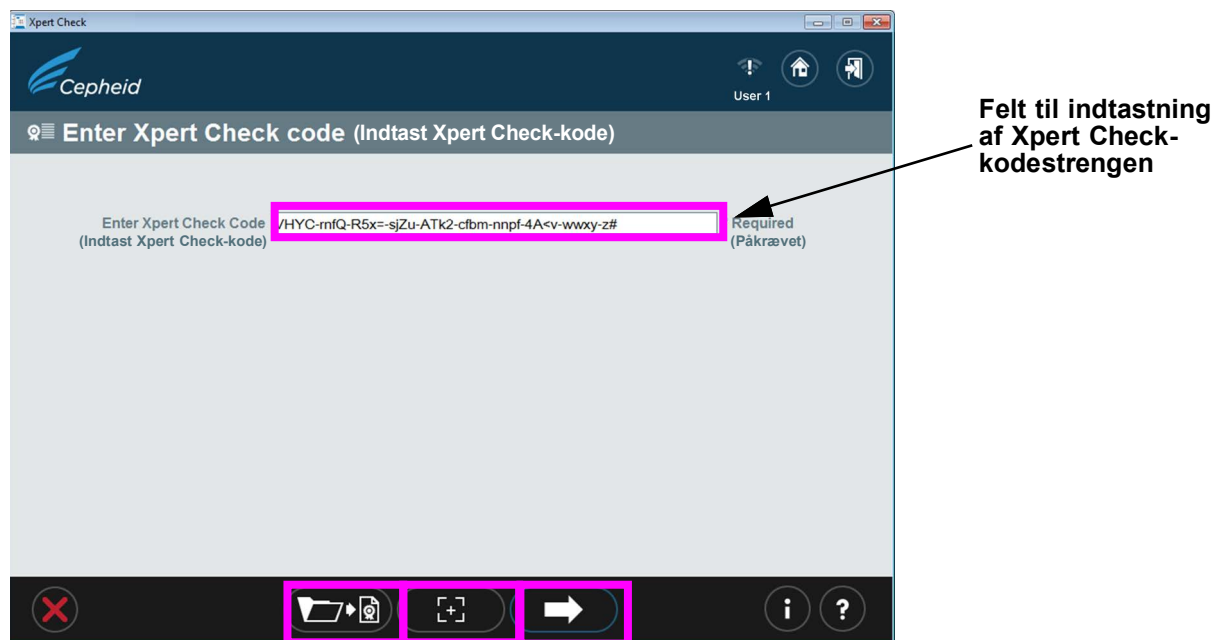 Xpert Check
Cepheid
User 1
Enter Xpert Check code (Indtast Xpert Check-kode)
Felt til indtastning
af Xpert Check-
kodestrengen
Enter Xpert Check Code
(Indtast Xpert Check-kode)
/HYC-rnfQ-R5x=-sjZu-ATk2-cfbm-nnpf-4A<v-wwxy-z#
Required
(Påkrævet)
i
?